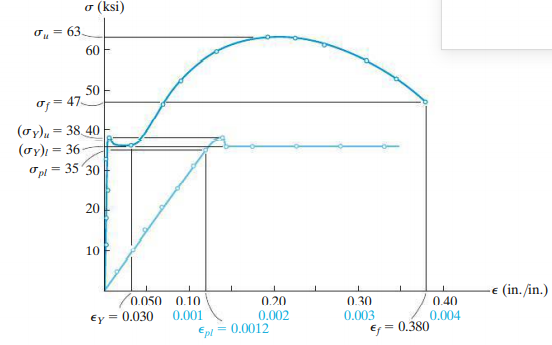 σ (ksi)
σu = 63
60
50
σf = 47
(σY)u = 38 40
(σY)l = 36
σpl = 35
30
20
10
ϵ (in./in.)
0.050 0.10 0.20 0.30 0.40
ϵY = 0.030 0.001 0.002 0.003 0.004
ϵpl = 0.0012 ϵf = 0.380